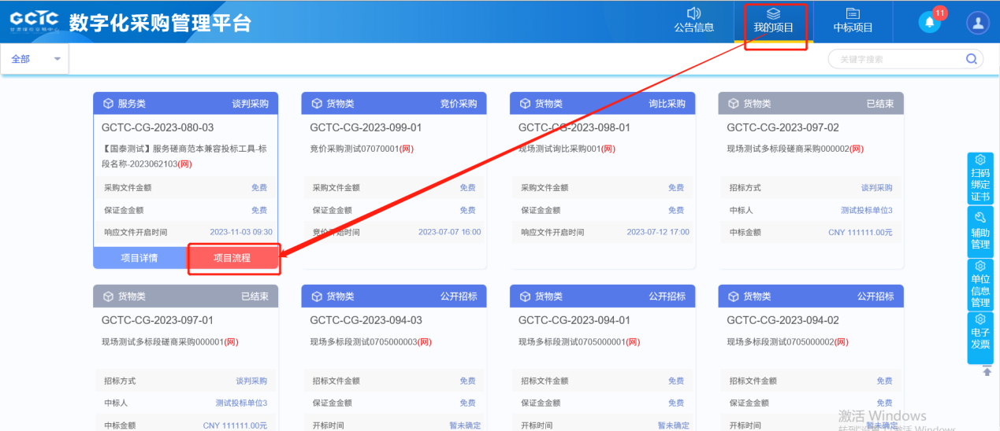 GCTC
数字化采购管理平台
公告信息
我的项目
中标项目
11
全部
关键字搜索
服务类 谈判采购
GCTC-CG-2023-080-03
【国泰测试】服务磋商范本兼容投标工具-标
段名称-2023062103(网)
采购文件金额 免费
保证金金额 免费
响应文件开启时间 2023-11-03 09:30
项目详情 项目流程
货物类 竞价采购
GCTC-CG-2023-099-01
竞价采购测试07070001(网)
采购文件金额 免费
保证金金额 免费
竞价开始时间 2023-07-07 16:00
货物类 询比采购
GCTC-CG-2023-098-01
现场测试询比采购001(网)
采购文件金额 免费
保证金金额 免费
响应文件开启时间 2023-07-12 17:00
货物类 已结束
GCTC-CG-2023-097-02
现场测试多标段磋商采购000002(网)
招标方式 谈判采购
中标人 测试投标单位3
中标金额 CNY 111111.00元
扫码
绑定
证书
辅助
管理
单位
信息
管理
电子
发票
货物类 已结束
GCTC-CG-2023-097-01
现场测试多标段磋商采购000001(网)
招标方式 谈判采购
中标人 测试投标单位3
中标金额 CNY 111111.00元
货物类 公开招标
GCTC-CG-2023-094-03
现场多标段测试0705000003(网)
招标文件金额 免费
保证金金额 免费
开标时间 暂未确定
货物类 公开招标
GCTC-CG-2023-094-01
现场多标段测试0705000001(网)
招标文件金额 免费
保证金金额 免费
开标时间 暂未确定
货物类 公开招标
GCTC-CG-2023-094-02
现场多标段测试0705000002(网)
招标文件金额 免费
保证金金额 免费
开标时间 暂未确定
激活 Windows